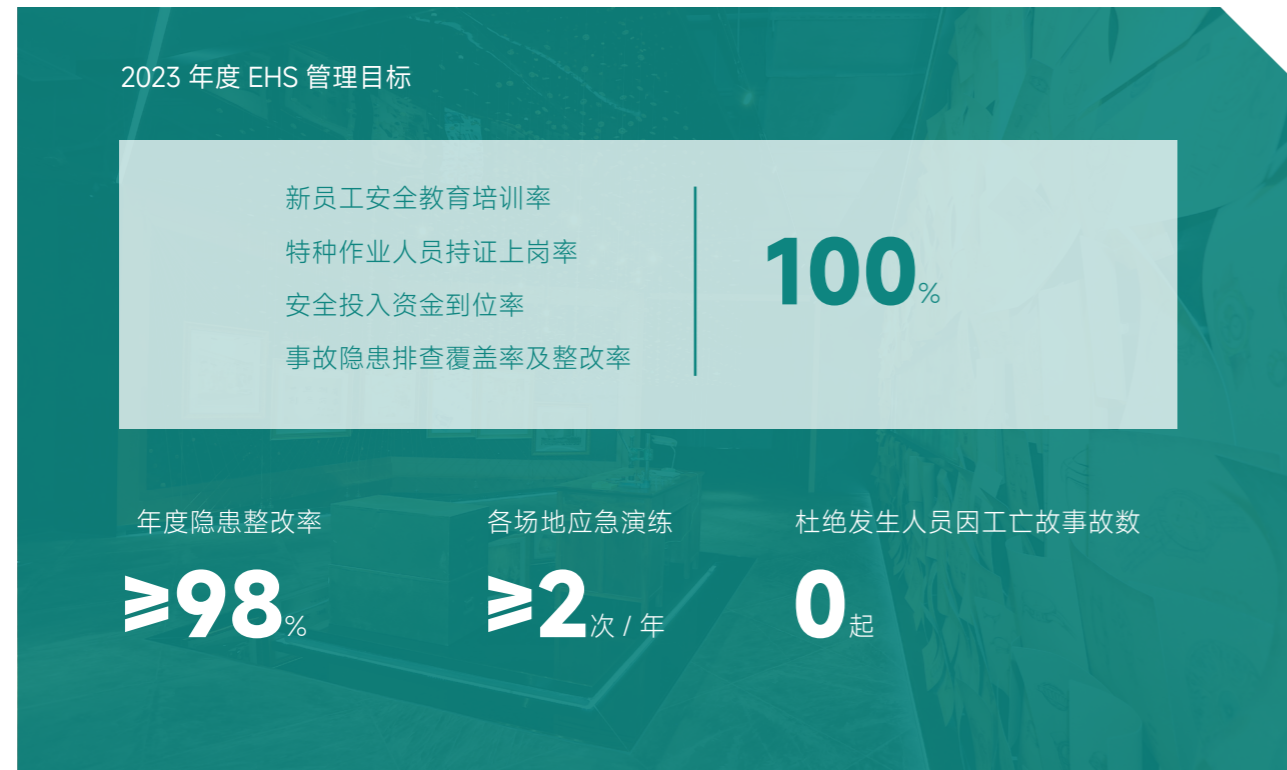 2023 年度 EHS 管理目标
新员工安全教育培训率
特种作业人员持证上岗率
安全投入资金到位率
事故隐患排查覆盖率及整改率
100%
年度隐患整改率
≥98%
各场地应急演练
≥2次 / 年
杜绝发生人员因工亡故事故数
0起